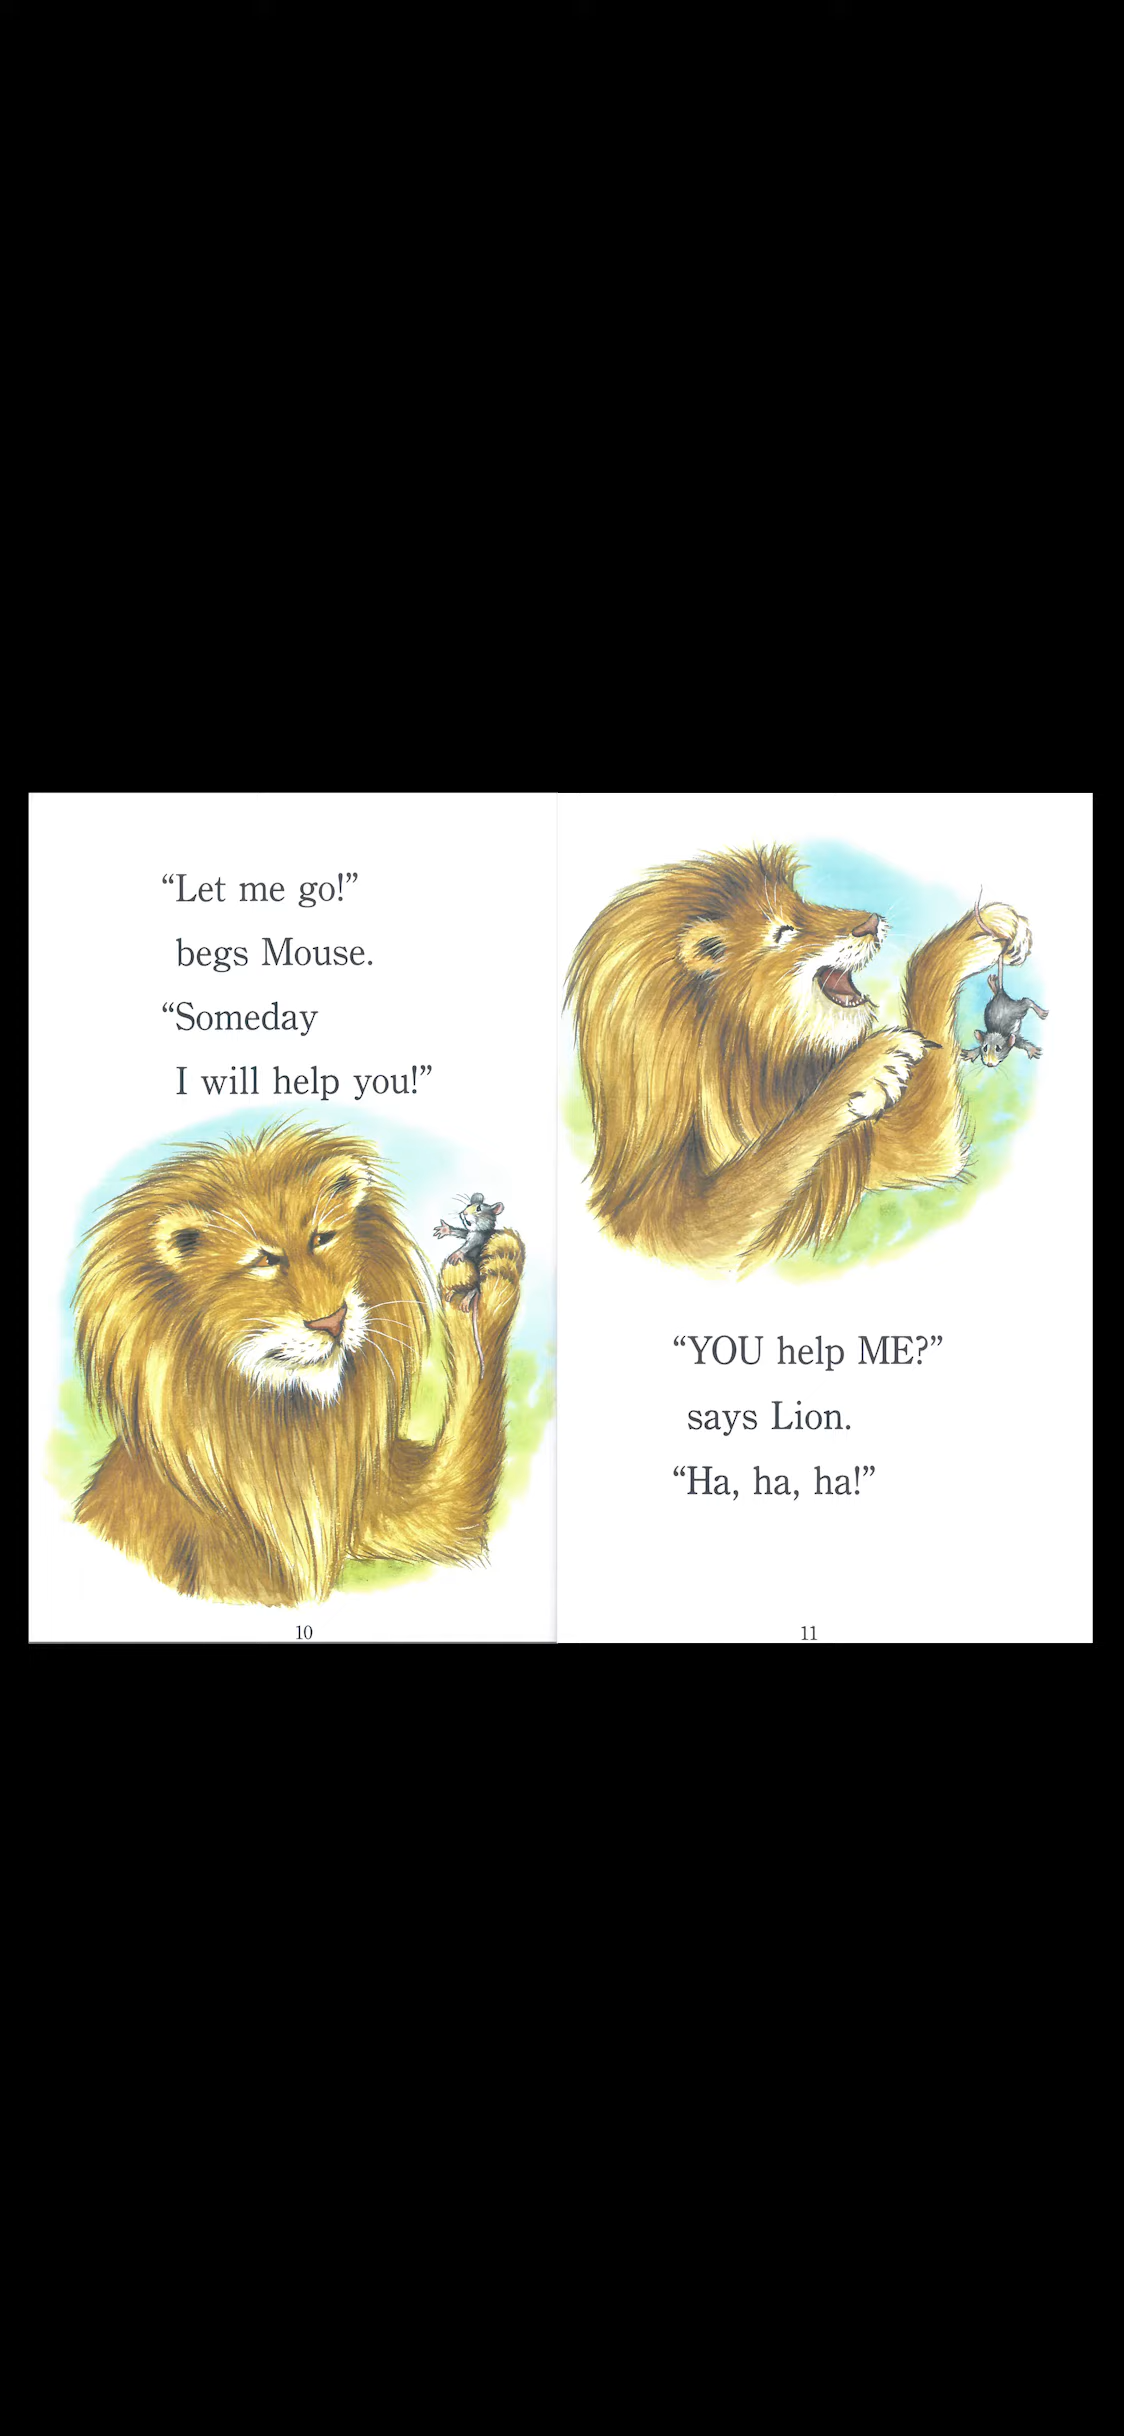 “Let me go!”
begs Mouse.
“Someday
I will help you!”
10
“YOU help ME?”
says Lion.
“Ha, ha, ha!”
11